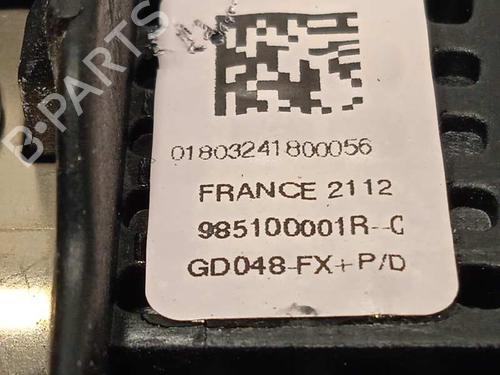 01803241800056
FRANCE 2112
985100001R--C
GD048-FX+P/D
B-PARTS